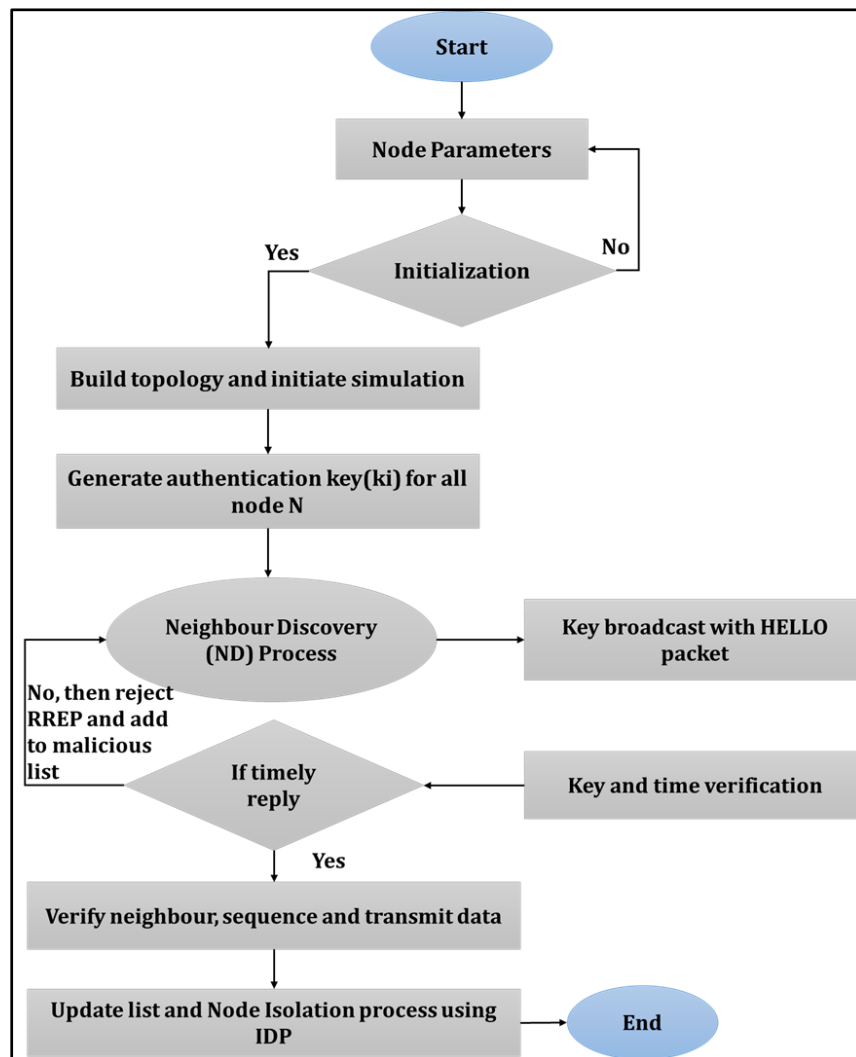 Start
Node Parameters
Yes
No
Initialization
Build topology and initiate simulation
Generate authentication key(ki) for all
node N
Neighbour Discovery
(ND) Process
Key broadcast with HELLO
packet
No, then reject
RREP and add
to malicious
list
If timely
reply
Key and time verification
Yes
Verify neighbour, sequence and transmit data
Update list and Node Isolation process using
IDP
End